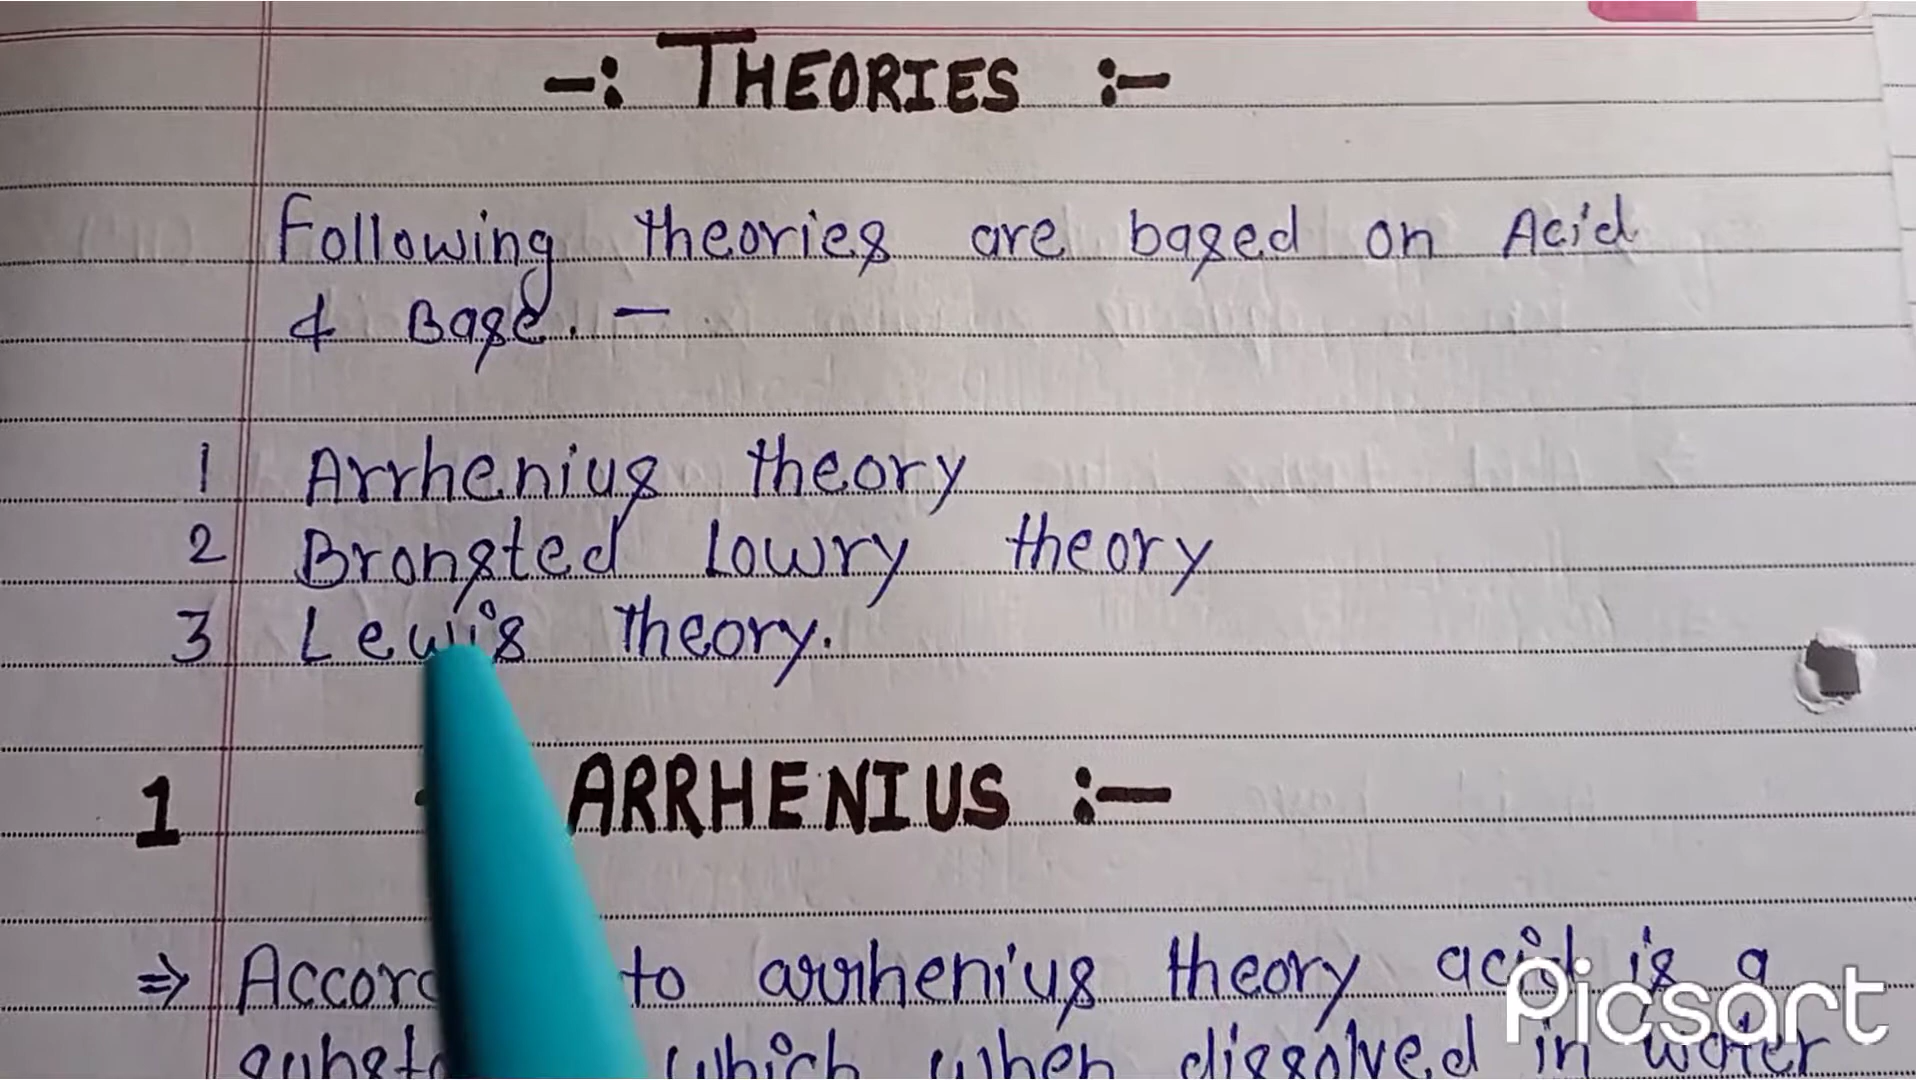 -: THEORIES :-
Following theories are based on Acid
& Base. -
1 Arrhenius theory
2 Bronsted Lowry theory
3 Lewis theory.
1 ARRHENIUS :-
⇒ Accord to arrhenius theory acid is a
which when dissolved in water
Picsart